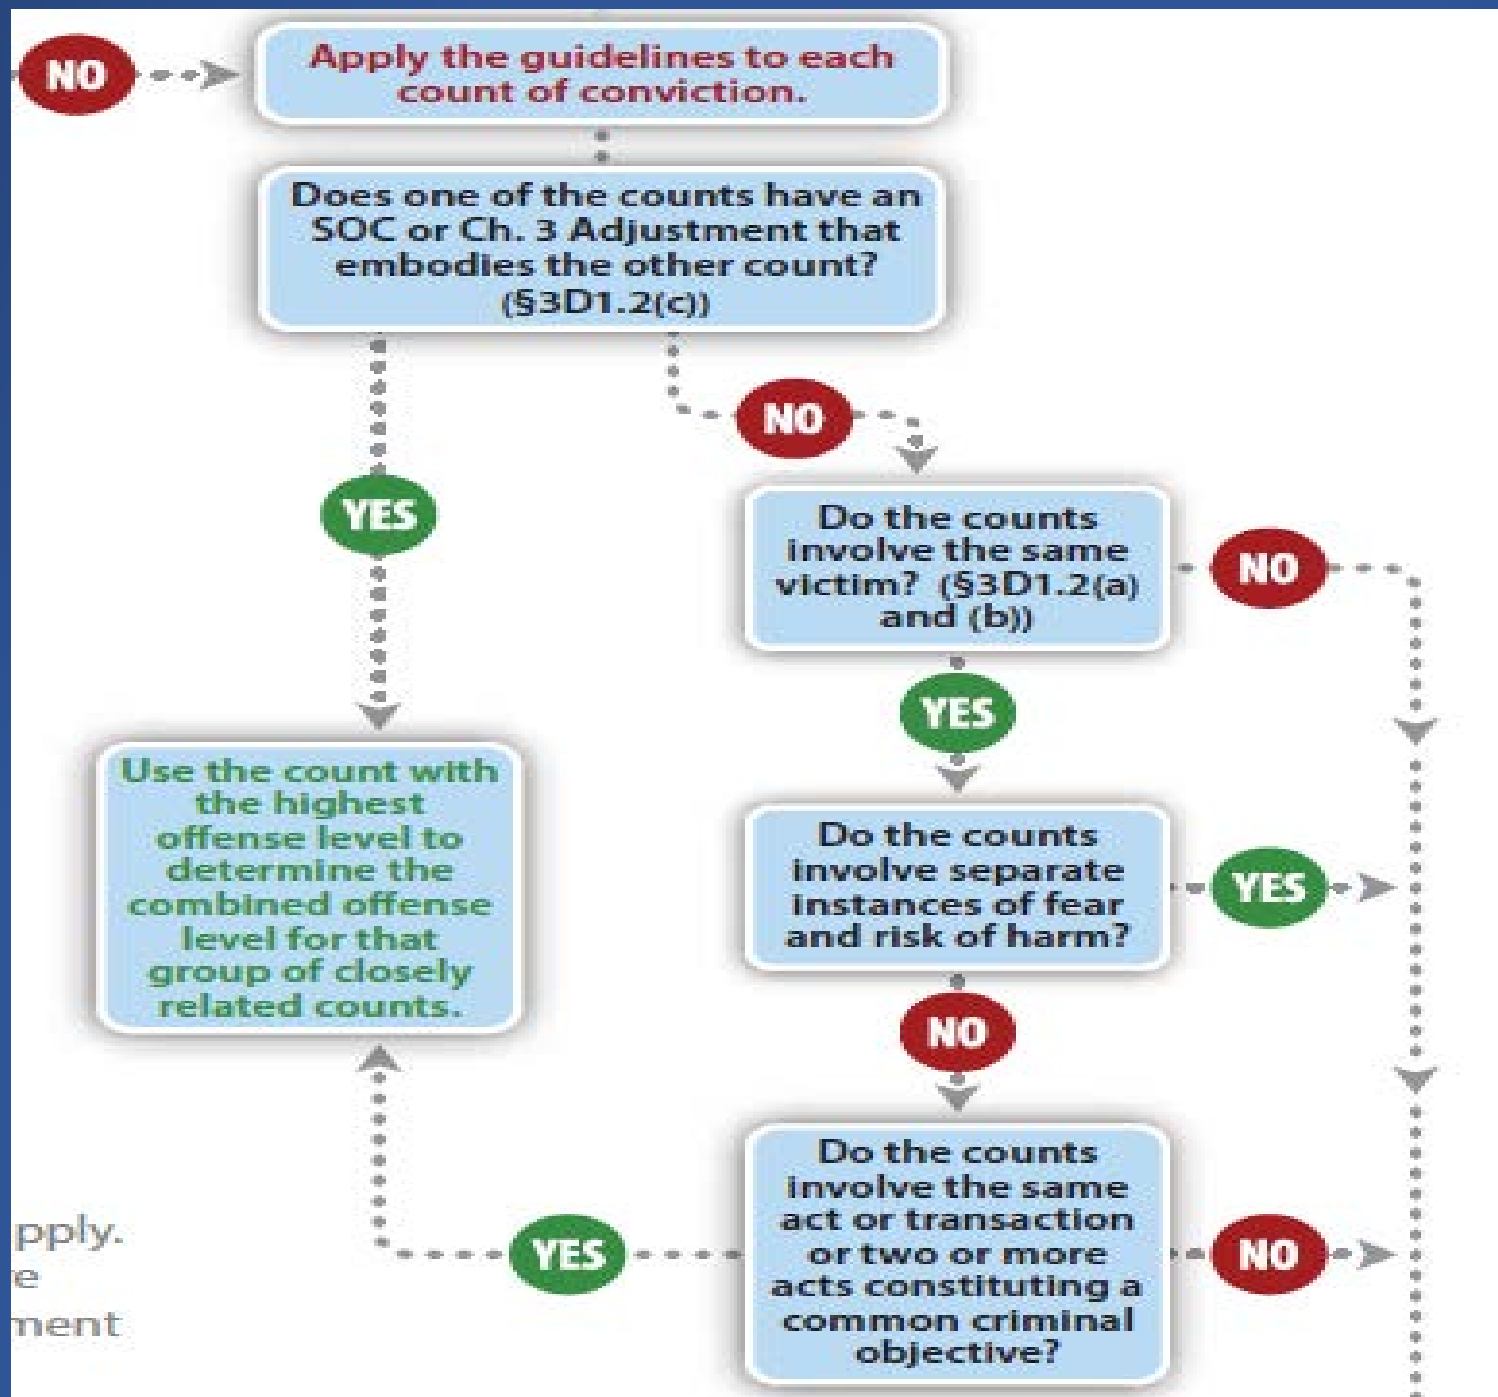 NO
Apply the guidelines to each
count of conviction.
Does one of the counts have an
SOC or Ch. 3 Adjustment that
embodies the other count?
(§3D1.2(c))
NO
YES
Do the counts
involve the same
victim? (§3D1.2(a)
and (b))
NO
YES
Use the count with
the highest
offense level to
determine the
combined offense
level for that
group of closely
related counts.
Do the counts
involve separate
instances of fear
and risk of harm?
YES
NO
Do the counts
involve the same
act or transaction
or two or more
acts constituting a
common criminal
objective?
YES
NO
pply.
e
ment